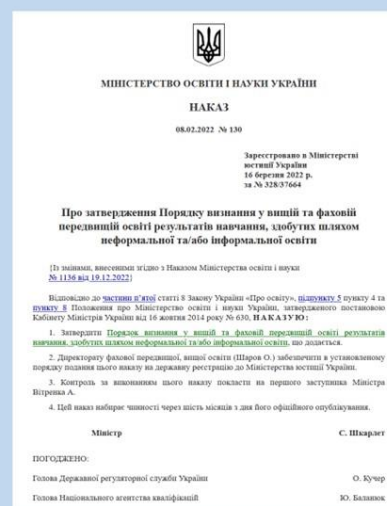 МІНІСТЕРСТВО ОСВІТИ І НАУКИ УКРАЇНИ
НАКАЗ
08.02.2022 № 130
Зареєстровано в Міністерстві
юстиції України
16 березня 2022 р.
за № 328/37664
Про затвердження Порядку визнання у вищій та фаховій
передвищій освіті результатів навчання, здобутих шляхом
неформальної та/або інформальної освіти
{Із змінами, внесеними згідно з Наказом Міністерства освіти і науки
№ 1136 від 19.12.2022}
Відповідно до частини п’ятої статті 8 Закону України «Про освіту», підпункту 5 пункту 4 та
пункту 8 Положення про Міністерство освіти і науки України, затвердженого постановою
Кабінету Міністрів України від 16 жовтня 2014 року № 630, НАКАЗУЮ:
1. Затвердити Порядок визнання у вищій та фаховій передвищій освіті результатів
навчання, здобутих шляхом неформальної та/або інформальної освіти, що додається.
2. Директорату фахової передвищої, вищої освіти (Шаров О.) забезпечити в установленому
порядку подання цього наказу на державну реєстрацію до Міністерства юстиції України.
3. Контроль за виконанням цього наказу покласти на першого заступника Міністра
Вітренка А.
4. Цей наказ набирає чинності через шість місяців з дня його офіційного опублікування.
Міністр С. Шкарлет
ПОГОДЖЕНО:
Голова Державної регуляторної служби України О. Кучер
Голова Національного агентства кваліфікацій Ю. Баланюк